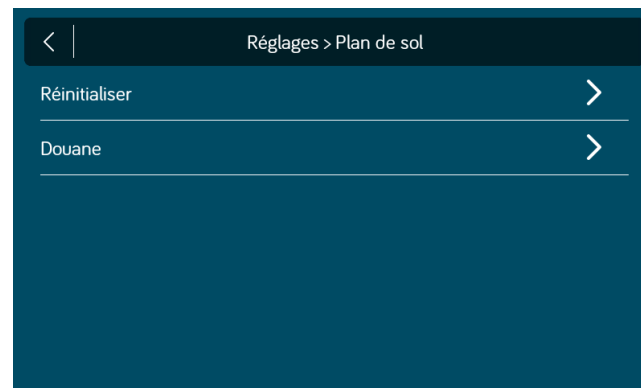 Réglages > Plan de sol
Réinitialiser
Douane